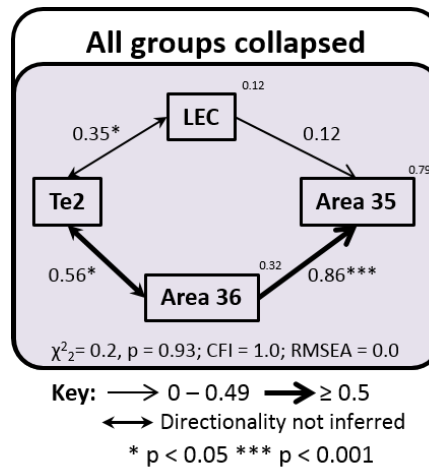 All groups collapsed
0.12
LEC
0.35*
0.12
0.79
Te2
Area 35
0.56*
0.32
0.86***
Area 36
χ²₂= 0.2, p = 0.93; CFI = 1.0; RMSEA = 0.0
Key: 0 – 0.49 ≥ 0.5
Directionality not inferred
* p < 0.05 *** p < 0.001